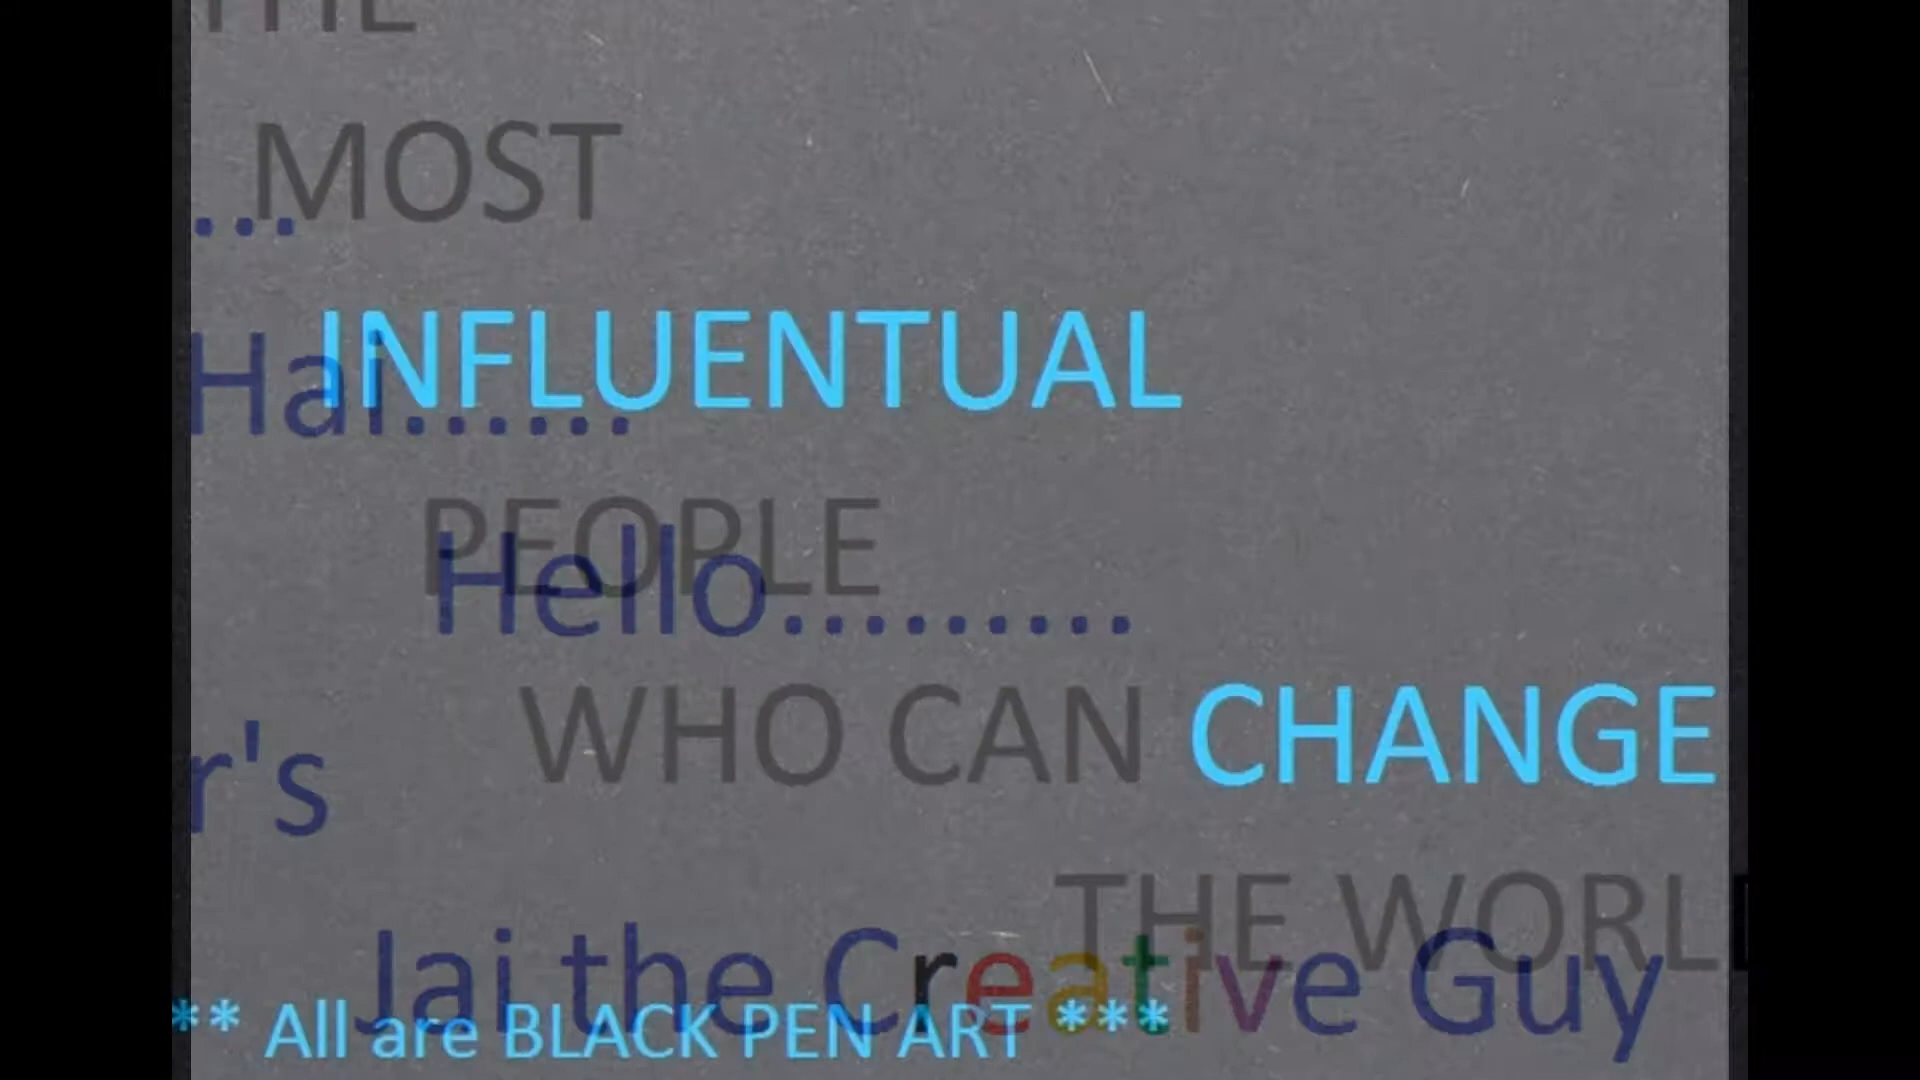 THE
MOST
...
INFLUENTUAL
Hai......
PEOPLE
Hello.........
WHO CAN CHANGE
r's
THE WORL
Jai the Creative Guy
** All are BLACK PEN ART ***